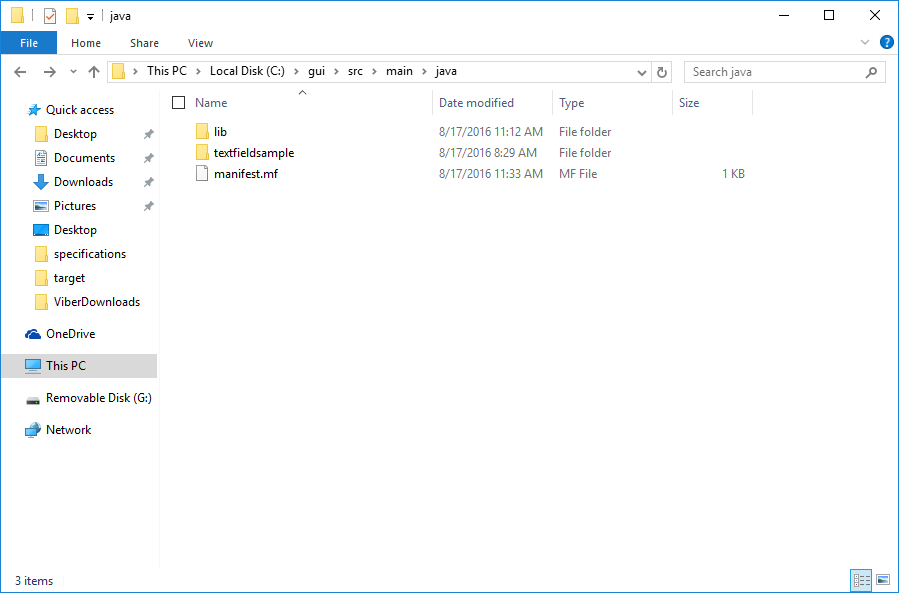 java
File Home Share View
This PC Local Disk (C:) gui src main java Search java
Name Date modified Type Size
Quick access
Desktop
Documents
Downloads
Pictures
Desktop
specifications
target
ViberDownloads
OneDrive
This PC
Removable Disk (G:)
Network
lib 8/17/2016 11:12 AM File folder
textfieldsample 8/17/2016 8:29 AM File folder
manifest.mf 8/17/2016 11:33 AM MF File 1 KB
3 items